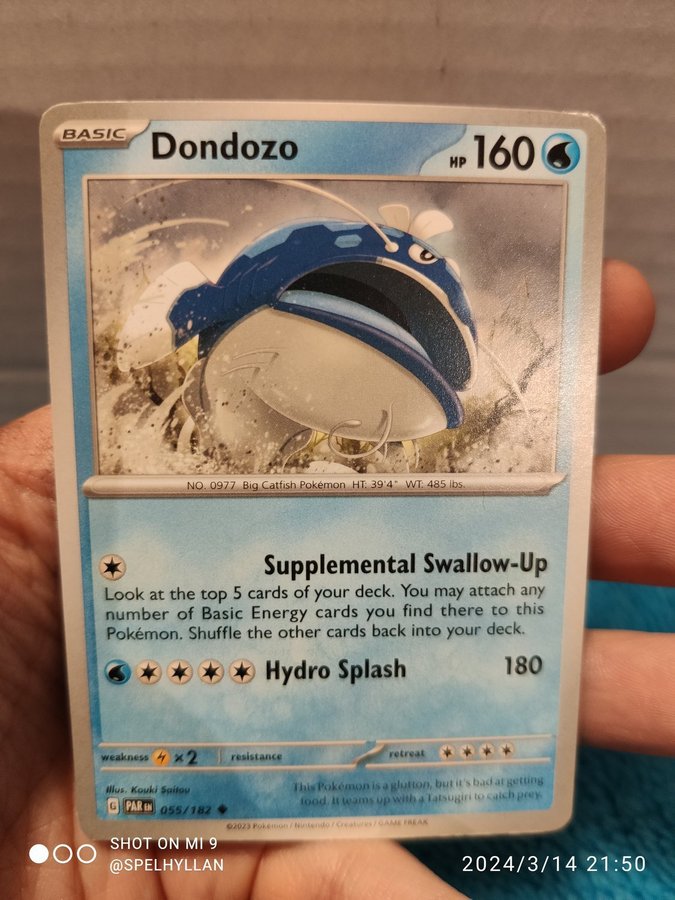 BASIC Dondozo HP 160
NO. 0977 Big Catfish Pokémon HT: 39'4" WT: 485 lbs.
Supplemental Swallow-Up
Look at the top 5 cards of your deck. You may attach any
number of Basic Energy cards you find there to this
Pokémon. Shuffle the other cards back into your deck.
Hydro Splash 180
weakness ×2 resistance retreat
Illus. Kouki Saitou
This Pokémon is a glutton, but it's bad at getting
food. It teams up with a Tatsugiri to catch prey.
G PAR EN 055/182
©2023 Pokémon / Nintendo / Creatures / GAME FREAK
SHOT ON MI 9
@SPELHYLLAN
2024/3/14 21:50